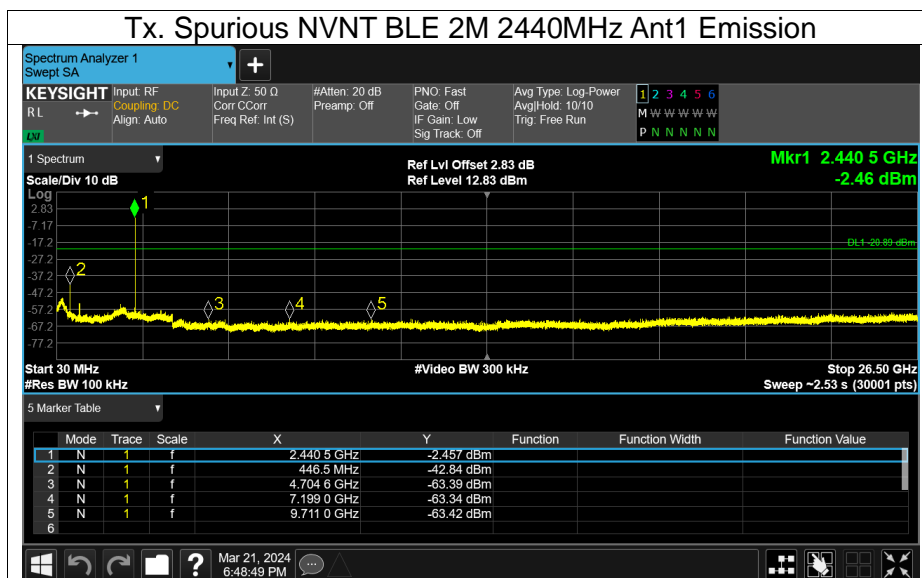 Tx. Spurious NVNT BLE 2M 2440MHz Ant1 Emission
Spectrum Analyzer 1
Swept SA
KEYSIGHT
R L
LXI
Input: RF
Coupling: DC
Align: Auto
Input Z: 50 Ω
Corr CCorr
Freq Ref: Int (S)
#Atten: 20 dB
Preamp: Off
PNO: Fast
Gate: Off
IF Gain: Low
Sig Track: Off
Avg Type: Log-Power
Avg|Hold: 10/10
Trig: Free Run
1 2 3 4 5 6
M W W W W W
P N N N N N
1 Spectrum
Scale/Div 10 dB
Ref Lvl Offset 2.83 dB
Ref Level 12.83 dBm
Mkr1 2.440 5 GHz
-2.46 dBm
Log
2.83
-7.17
-17.2
-27.2
-37.2
-47.2
-57.2
-67.2
-77.2
1
2
3
4
5
DL1 -20.89 dBm
Start 30 MHz
#Video BW 300 kHz
Stop 26.50 GHz
#Res BW 100 kHz
Sweep ~2.53 s (30001 pts)
5 Marker Table
Mode Trace Scale X Y Function Function Width Function Value
1 N 1 f 2.440 5 GHz -2.457 dBm
2 N 1 f 446.5 MHz -42.84 dBm
3 N 1 f 4.704 6 GHz -63.39 dBm
4 N 1 f 7.199 0 GHz -63.34 dBm
5 N 1 f 9.711 0 GHz -63.42 dBm
6
?
Mar 21, 2024
6:48:49 PM